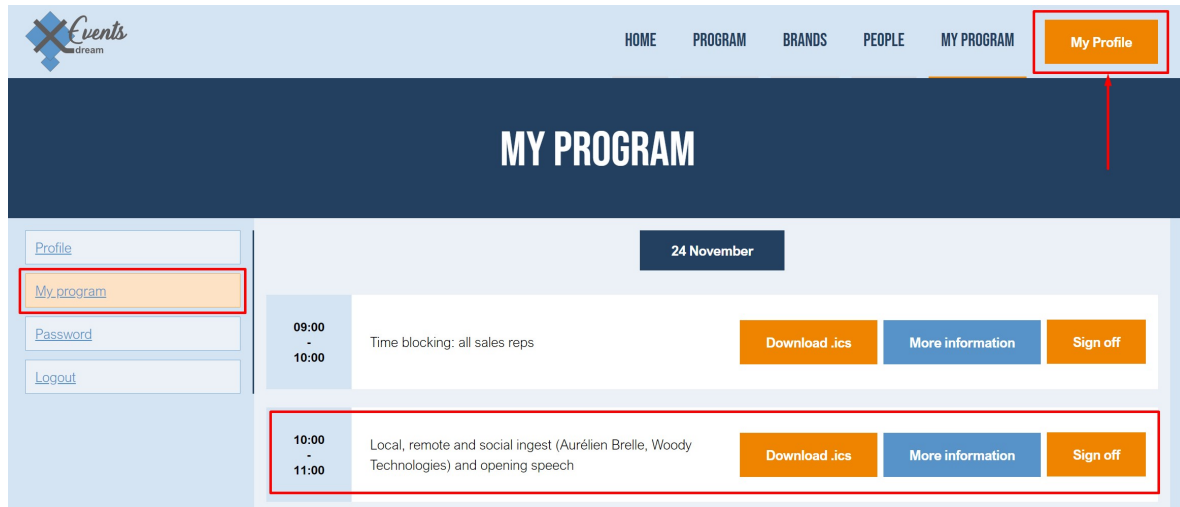 Events
dream
HOME PROGRAM BRANDS PEOPLE MY PROGRAM My Profile
MY PROGRAM
Profile
My program
Password
Logout
24 November
09:00
-
10:00
Time blocking: all sales reps
Download .ics More information Sign off
10:00
-
11:00
Local, remote and social ingest (Aurélien Brelle, Woody
Technologies) and opening speech
Download .ics More information Sign off